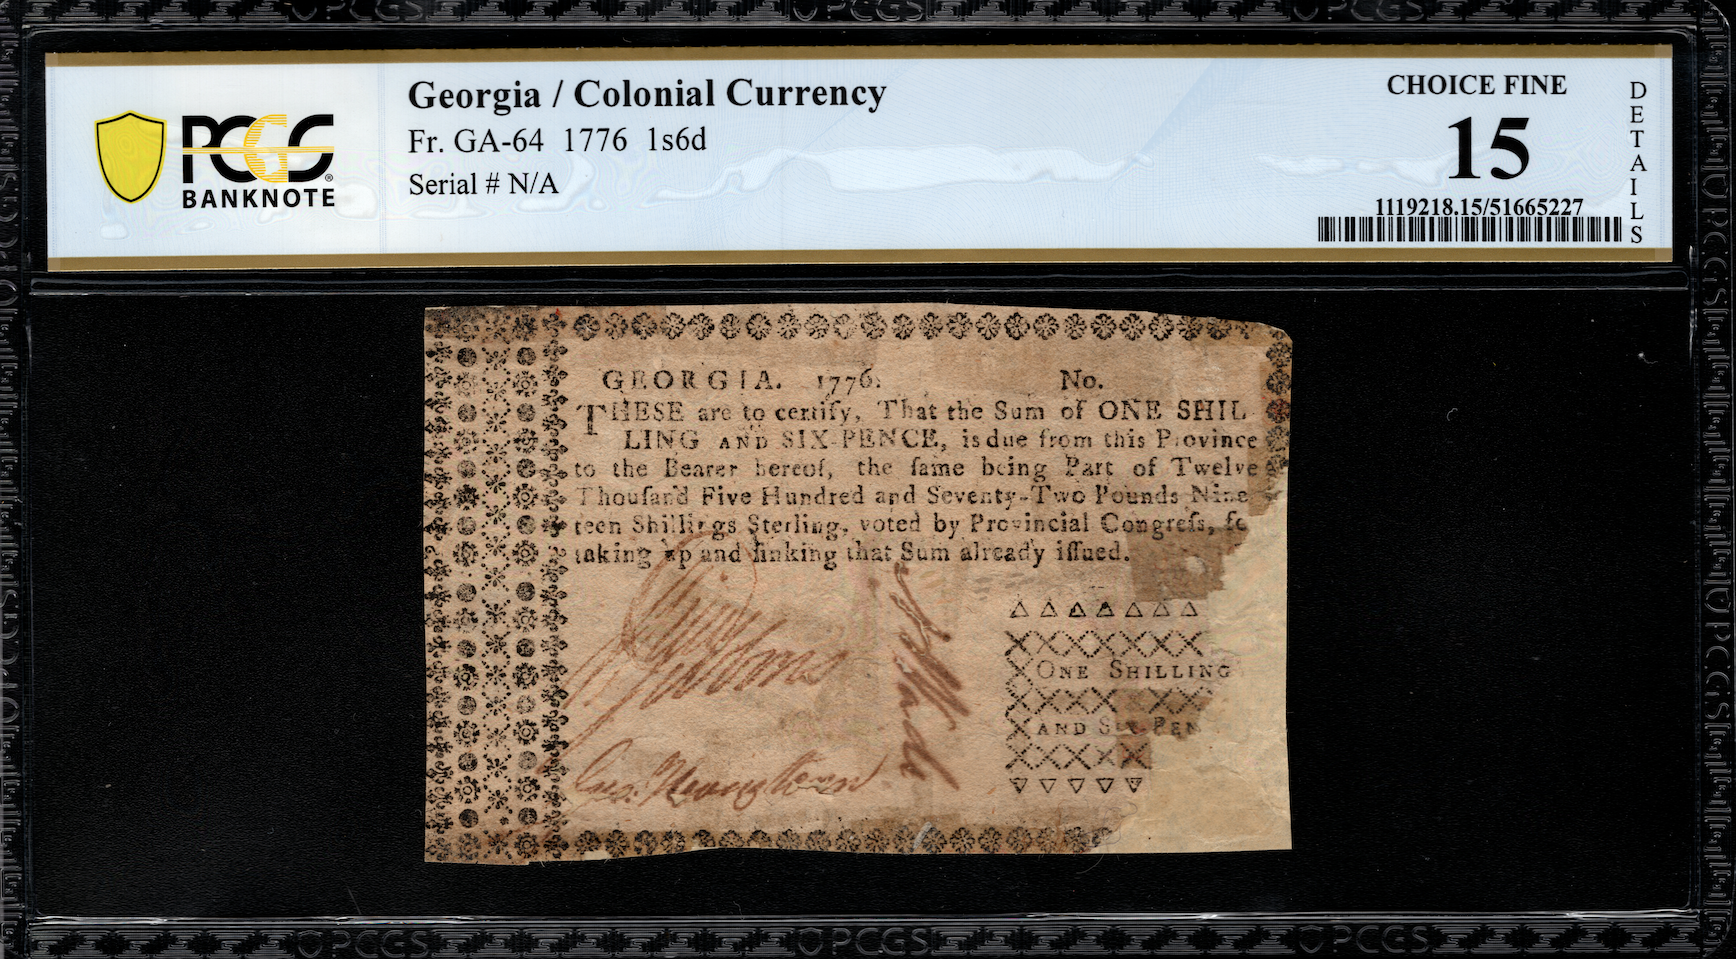 PCGS BANKNOTE
Georgia / Colonial Currency
Fr. GA-64 1776 1s6d
Serial # N/A
CHOICE FINE
15
1119218.15/51665227
DETAILS
GEORGIA. 1776. No.
THESE are to certify, That the Sum of ONE SHIL
LING AND SIX-PENCE, is due from this Province
to the Bearer hereof, the ſame being Part of Twelve
Thouſand Five Hundred and Seventy-Two Pounds Nine
teen Shillings Sterling, voted by Provincial Congreſs, fo
taking up and ſinking that Sum already iſſued.
ONE SHILLING
AND SIX PEN